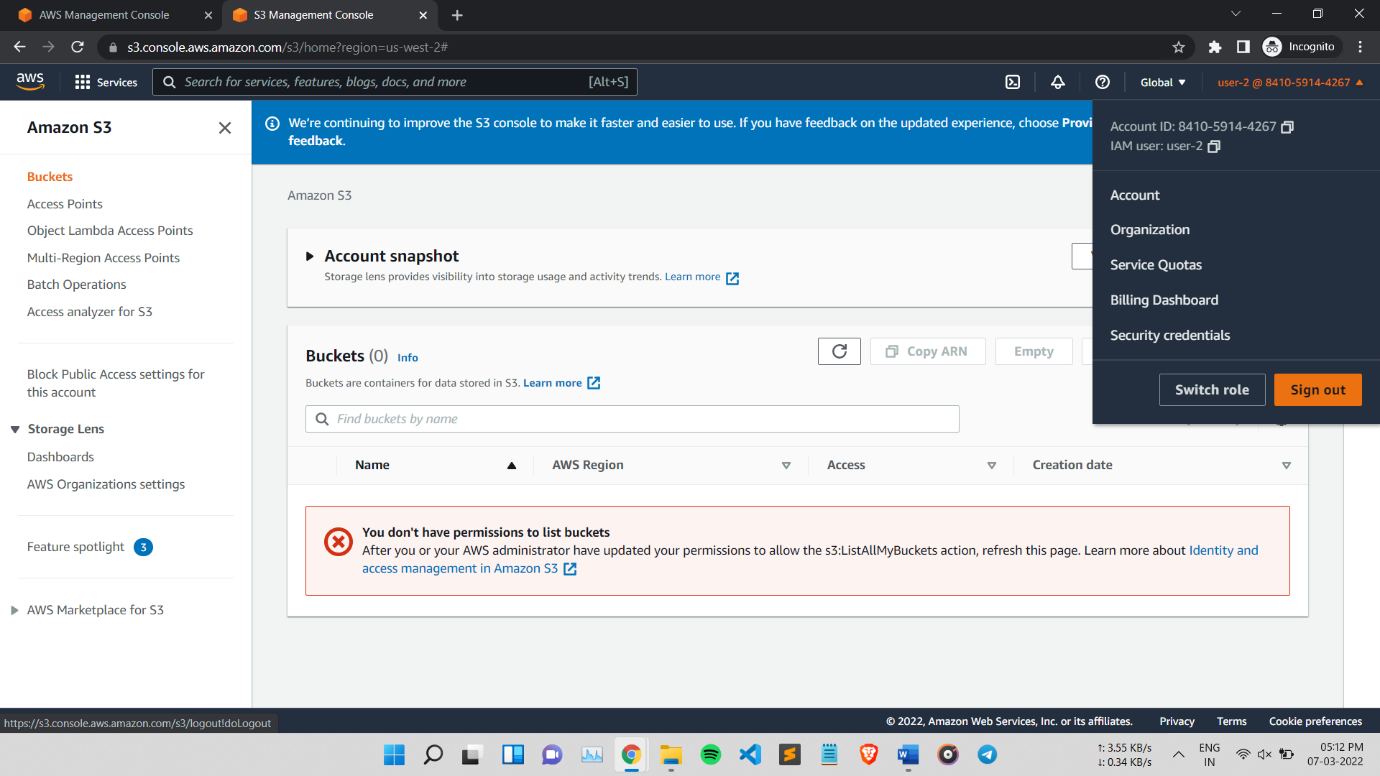 AWS Management Console
S3 Management Console
s3.console.aws.amazon.com/s3/home?region=us-west-2#
Incognito
aws
Services
Search for services, features, blogs, docs, and more
[Alt+S]
Global
user-2 @ 8410-5914-4267
Amazon S3
Buckets
Access Points
Object Lambda Access Points
Multi-Region Access Points
Batch Operations
Access analyzer for S3
Block Public Access settings for
this account
Storage Lens
Dashboards
AWS Organizations settings
Feature spotlight 3
AWS Marketplace for S3
We're continuing to improve the S3 console to make it faster and easier to use. If you have feedback on the updated experience, choose Provi
feedback.
Amazon S3
Account snapshot
Storage lens provides visibility into storage usage and activity trends. Learn more
Buckets (0) Info
Copy ARN
Empty
Buckets are containers for data stored in S3. Learn more
Find buckets by name
Name
AWS Region
Access
Creation date
You don't have permissions to list buckets
After you or your AWS administrator have updated your permissions to allow the s3:ListAllMyBuckets action, refresh this page. Learn more about Identity and
access management in Amazon S3
Account ID: 8410-5914-4267
IAM user: user-2
Account
Organization
Service Quotas
Billing Dashboard
Security credentials
Switch role
Sign out
https://s3.console.aws.amazon.com/s3/logout!doLogout
© 2022, Amazon Web Services, Inc. or its affiliates.
Privacy
Terms
Cookie preferences
↑: 3.55 KB/s
↓: 0.34 KB/s
ENG
IN
05:12 PM
07-03-2022